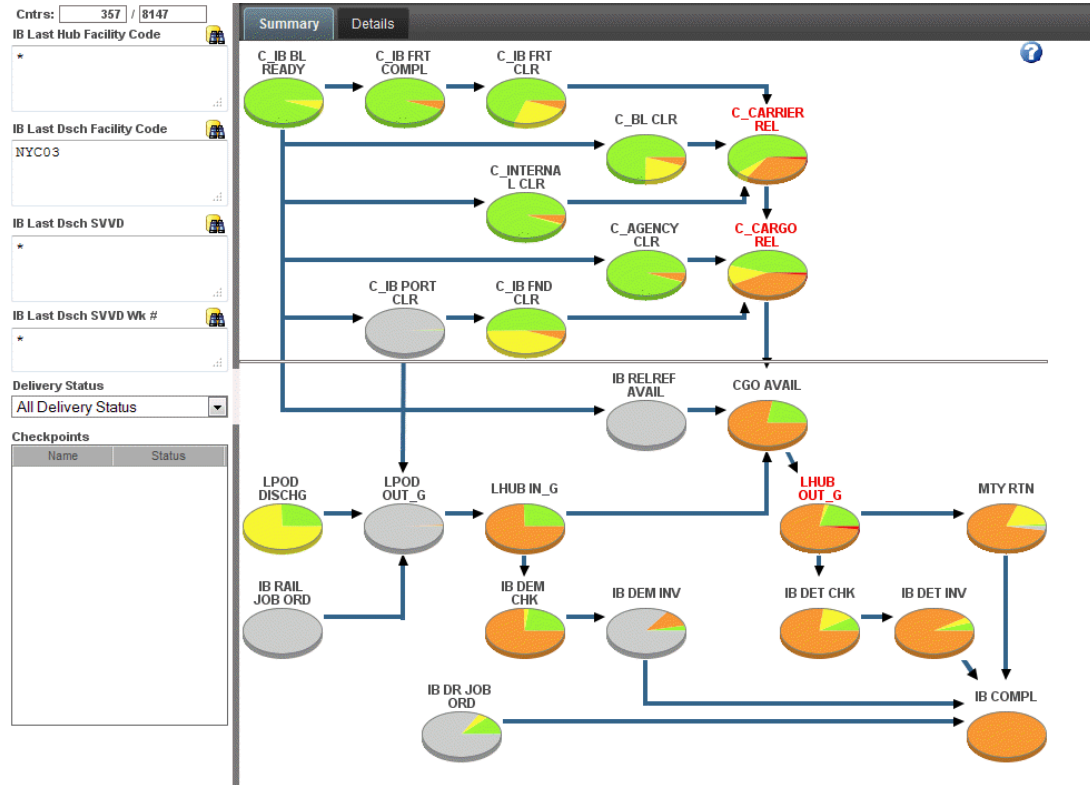 Cntrs: 357 / 8147
IB Last Hub Facility Code
*
IB Last Dsch Facility Code
NYC03
IB Last Dsch SVVD
*
IB Last Dsch SVVD Wk #
*
Delivery Status
All Delivery Status
Checkpoints
Name Status
Summary Details
?
C_IB BL
READY
C_IB FRT
COMPL
C_IB FRT
CLR
C_BL CLR
C_CARRIER
REL
C_INTERNA
L CLR
C_AGENCY
CLR
C_CARGO
REL
C_IB PORT
CLR
C_IB FND
CLR
IB RELREF
AVAIL
CGO AVAIL
LPOD
DISCHG
LPOD
OUT_G
LHUB IN_G
LHUB
OUT_G
MTY RTN
IB RAIL
JOB ORD
IB DEM
CHK
IB DEM INV
IB DET CHK
IB DET INV
IB DR JOB
ORD
IB COMPL